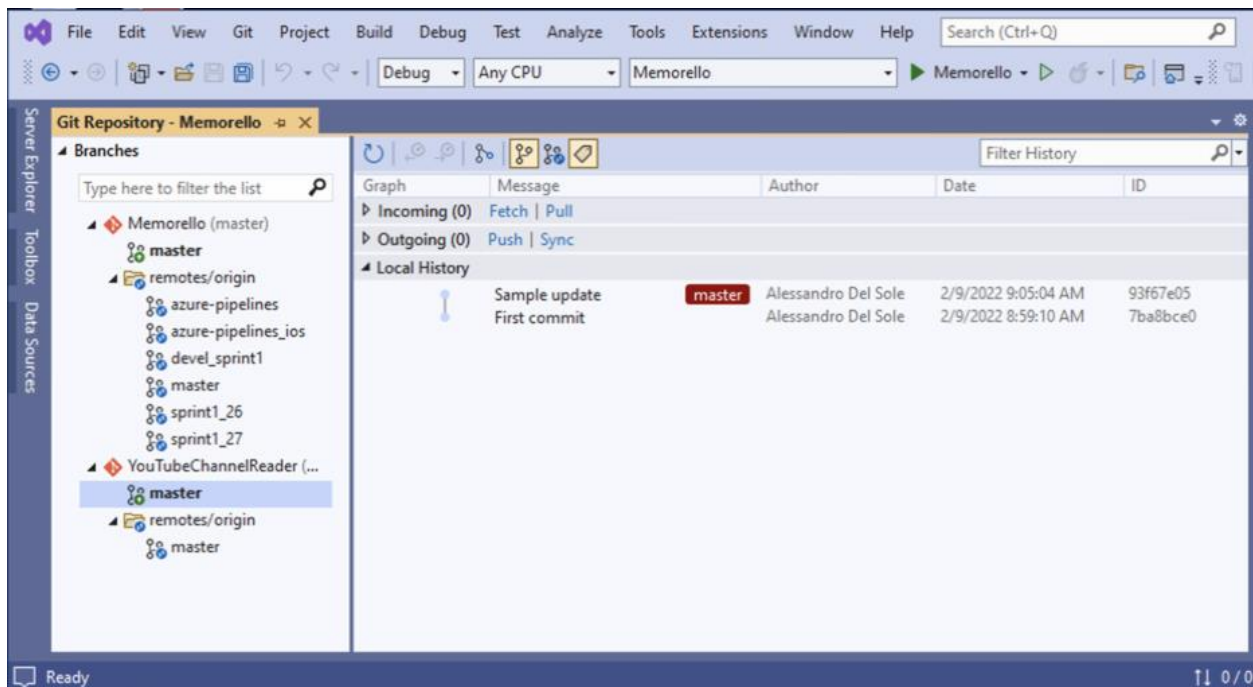 File Edit View Git Project Build Debug Test Analyze Tools Extensions Window Help Search (Ctrl+Q)
Debug Any CPU Memorello Memorello
Server Explorer
Toolbox
Data Sources
Git Repository - Memorello
Branches
Type here to filter the list
Memorello (master)
master
remotes/origin
azure-pipelines
azure-pipelines_ios
devel_sprint1
master
sprint1_26
sprint1_27
YouTubeChannelReader (...
master
remotes/origin
master
Filter History
Graph Message Author Date ID
Incoming (0) Fetch | Pull
Outgoing (0) Push | Sync
Local History
Sample update master Alessandro Del Sole 2/9/2022 9:05:04 AM 93f67e05
First commit Alessandro Del Sole 2/9/2022 8:59:10 AM 7ba8bce0
Ready 0 / 0